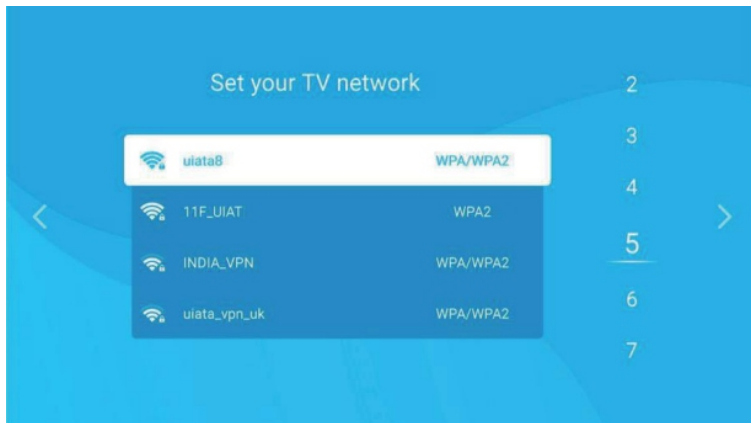 Set your TV network
uiata8 WPA/WPA2
11F_UIAT WPA2
INDIA_VPN WPA/WPA2
uiata_vpn_uk WPA/WPA2
2
3
4
5
6
7